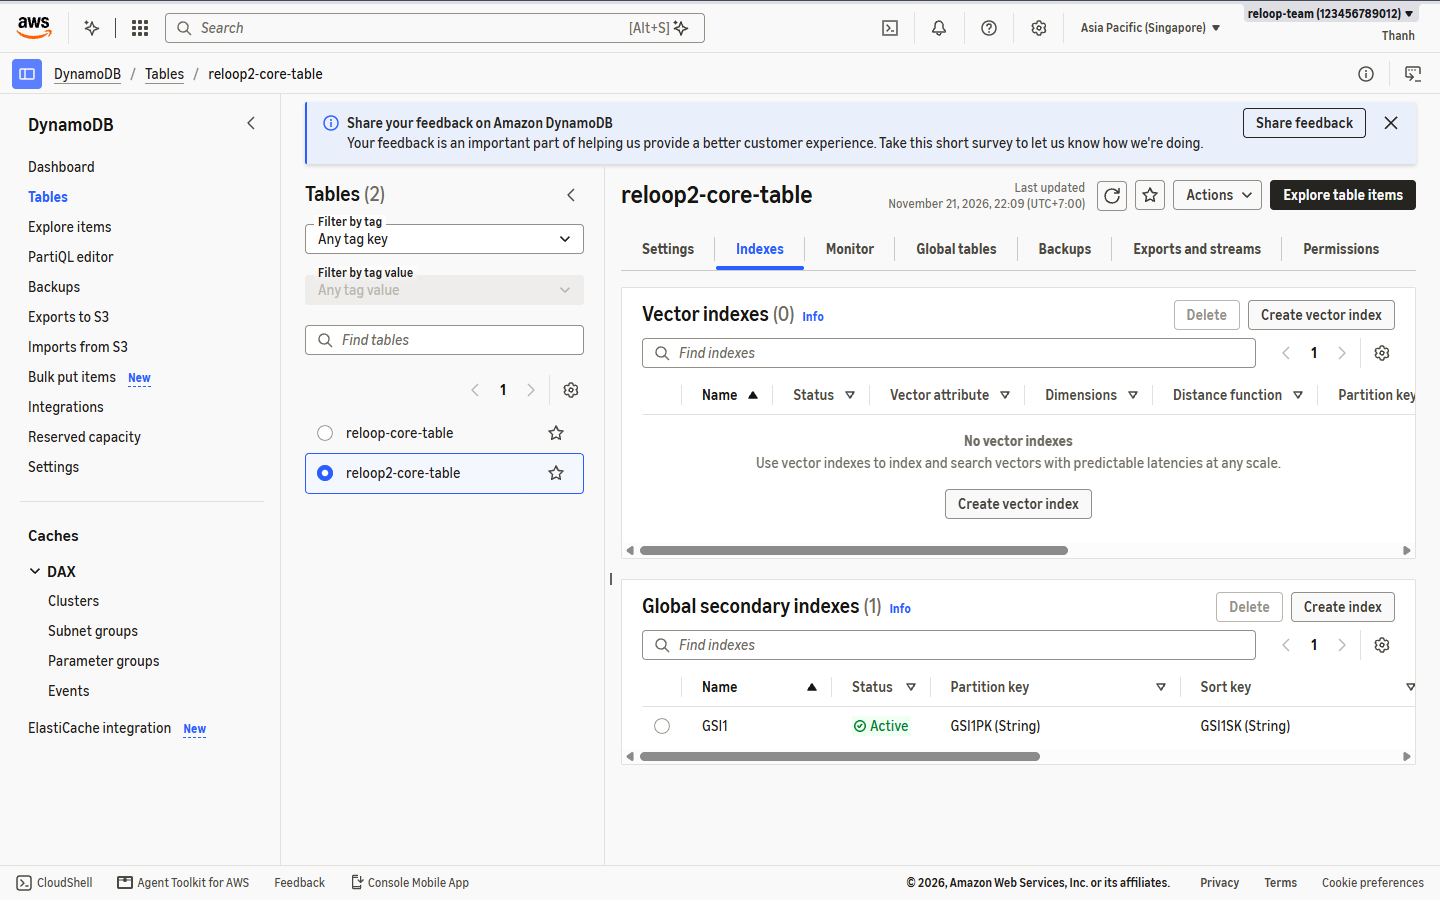 aws
Search
[Alt+S]
Asia Pacific (Singapore)
reloop-team (123456789012)
Thanh
DynamoDB / Tables / reloop2-core-table
DynamoDB
Dashboard
Tables
Explore items
PartiQL editor
Backups
Exports to S3
Imports from S3
Bulk put items New
Integrations
Reserved capacity
Settings
Caches
DAX
Clusters
Subnet groups
Parameter groups
Events
ElastiCache integration New
Share your feedback on Amazon DynamoDB
Your feedback is an important part of helping us provide a better customer experience. Take this short survey to let us know how we're doing.
Share feedback
Tables (2)
Filter by tag
Any tag key
Filter by tag value
Any tag value
Find tables
1
reloop-core-table
reloop2-core-table
reloop2-core-table
Last updated
November 21, 2026, 22:09 (UTC+7:00)
Actions
Explore table items
Settings Indexes Monitor Global tables Backups Exports and streams Permissions
Vector indexes (0) Info
Delete
Create vector index
Find indexes
1
Name Status Vector attribute Dimensions Distance function Partition key
No vector indexes
Use vector indexes to index and search vectors with predictable latencies at any scale.
Create vector index
Global secondary indexes (1) Info
Delete
Create index
Find indexes
1
Name Status Partition key Sort key
GSI1 Active GSI1PK (String) GSI1SK (String)
CloudShell Agent Toolkit for AWS Feedback Console Mobile App
© 2026, Amazon Web Services, Inc. or its affiliates. Privacy Terms Cookie preferences